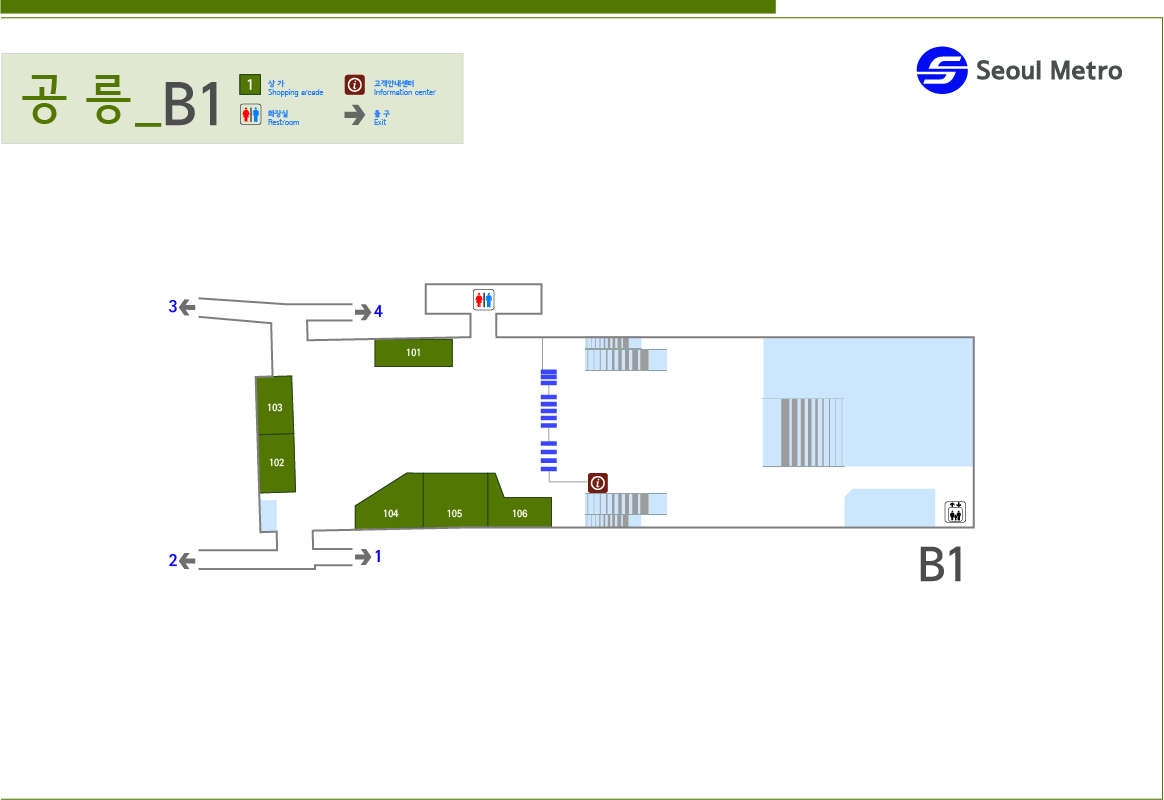 공 릉_B1
1 상 가
Shopping arcade
고객안내센터
Information center
화장실
Restroom
출 구
Exit
Seoul Metro
3
4
101
103
102
104
105
106
2
1
B1